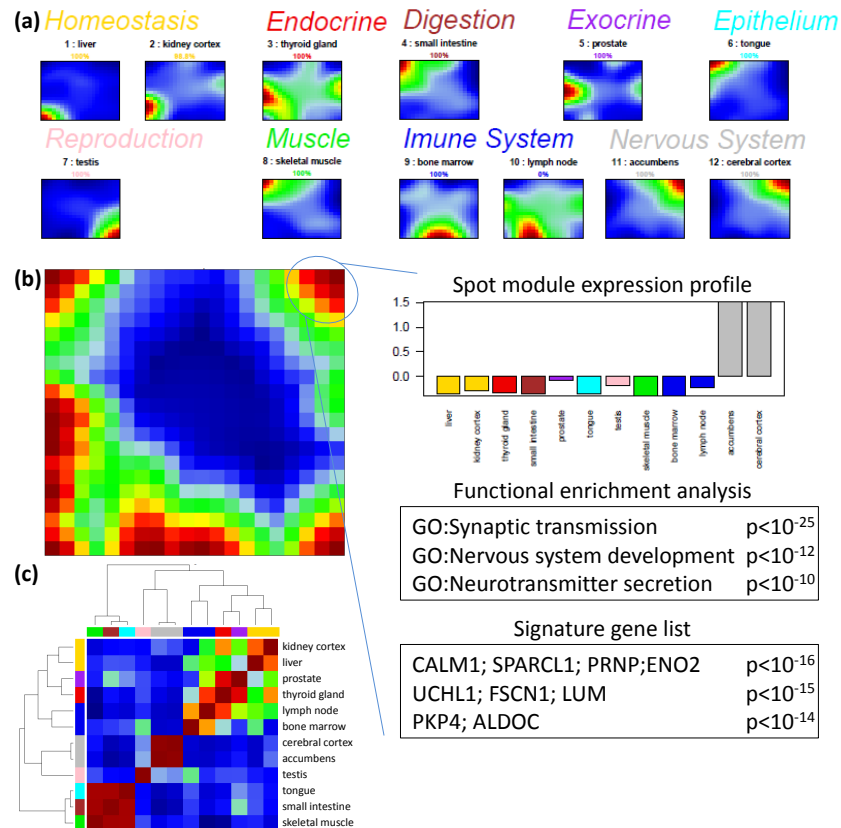 (a)
Homeostasis Endocrine Digestion Exocrine Epithelium
1 : liver 2 : kidney cortex 3 : thyroid gland 4 : small intestine 5 : prostate 6 : tongue
100% 100% 100% 100% 100%
Reproduction Muscle Imune System Nervous System
7 : testis 8 : skeletal muscle 9 : bone marrow 10 : lymph node 11 : accumbens 12 : cerebral cortex
100% 100% 100% 0% 100% 100%
(b)
Spot module expression profile
1.5
1.0
0.5
0.0
liver
kidney cortex
thyroid gland
small intestine
prostate
tongue
testis
skeletal muscle
bone marrow
lymph node
accumbens
cerebral cortex
Functional enrichment analysis
GO:Synaptic transmission p<10-25
GO:Nervous system development p<10-12
GO:Neurotransmitter secretion p<10-10
Signature gene list
CALM1; SPARCL1; PRNP;ENO2 p<10-16
UCHL1; FSCN1; LUM p<10-15
PKP4; ALDOC p<10-14
(c)
kidney cortex
liver
prostate
thyroid gland
lymph node
bone marrow
cerebral cortex
accumbens
testis
tongue
small intestine
skeletal muscle